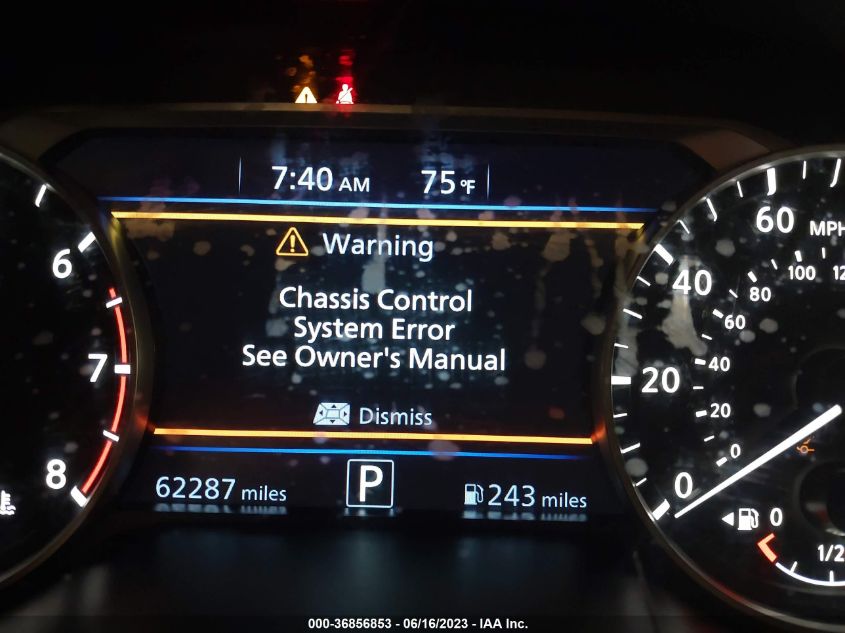 7:40 AM 75°F
Warning
Chassis Control
System Error
See Owner's Manual
Dismiss
62287 miles
P
243 miles
6
7
8
60
MPH
40
20
0
100
80
60
40
20
0
0
1/2
000-36856853 - 06/16/2023 - IAA Inc.